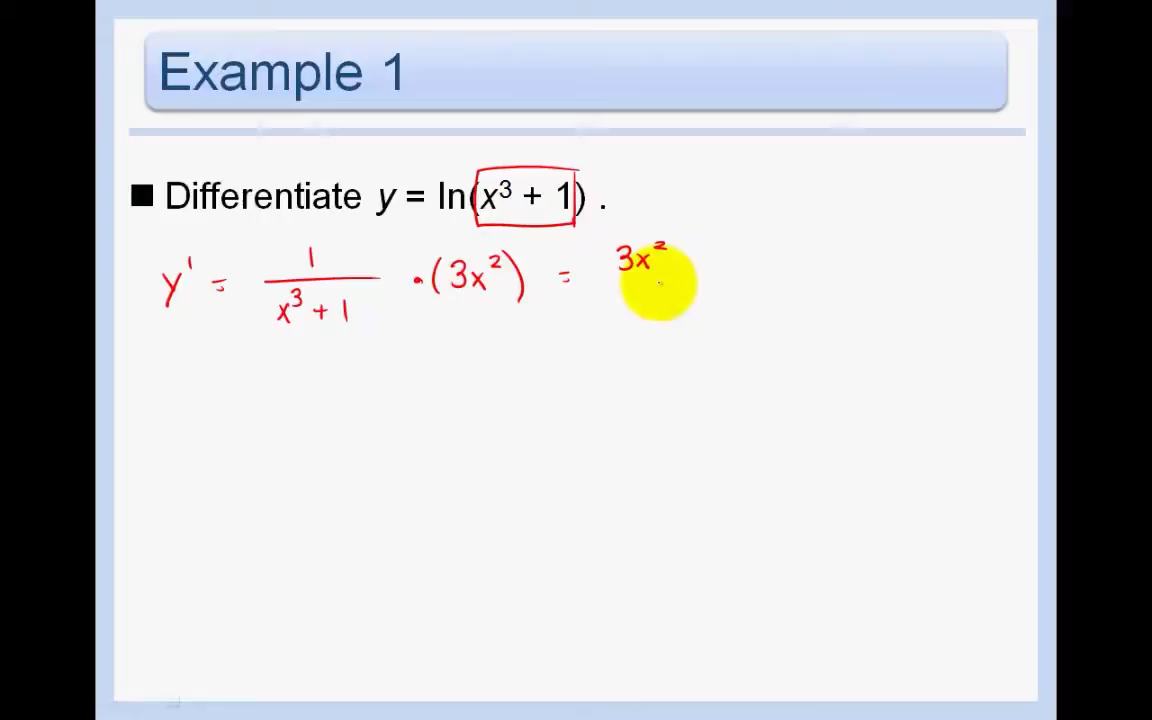 Example 1
■ Differentiate y = ln(x³ + 1) .
y' = 1/(x³ + 1) · (3x²) = 3x²